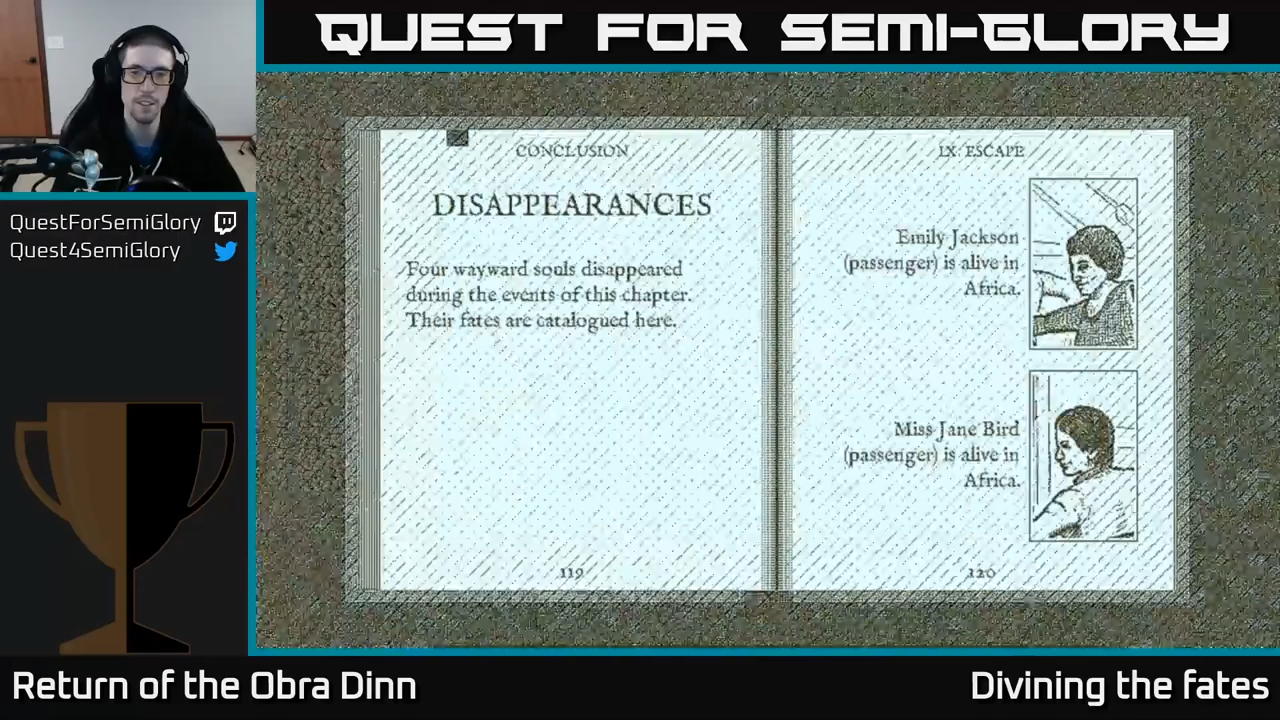 QUEST FOR SEMI-GLORY
QuestForSemiGlory
Quest4SemiGlory
CONCLUSION
DISAPPEARANCES
Four wayward souls disappeared
during the events of this chapter.
Their fates are catalogued here.
119
IX: ESCAPE
Emily Jackson
(passenger) is alive in
Africa.
Miss Jane Bird
(passenger) is alive in
Africa.
120
Return of the Obra Dinn
Divining the fates